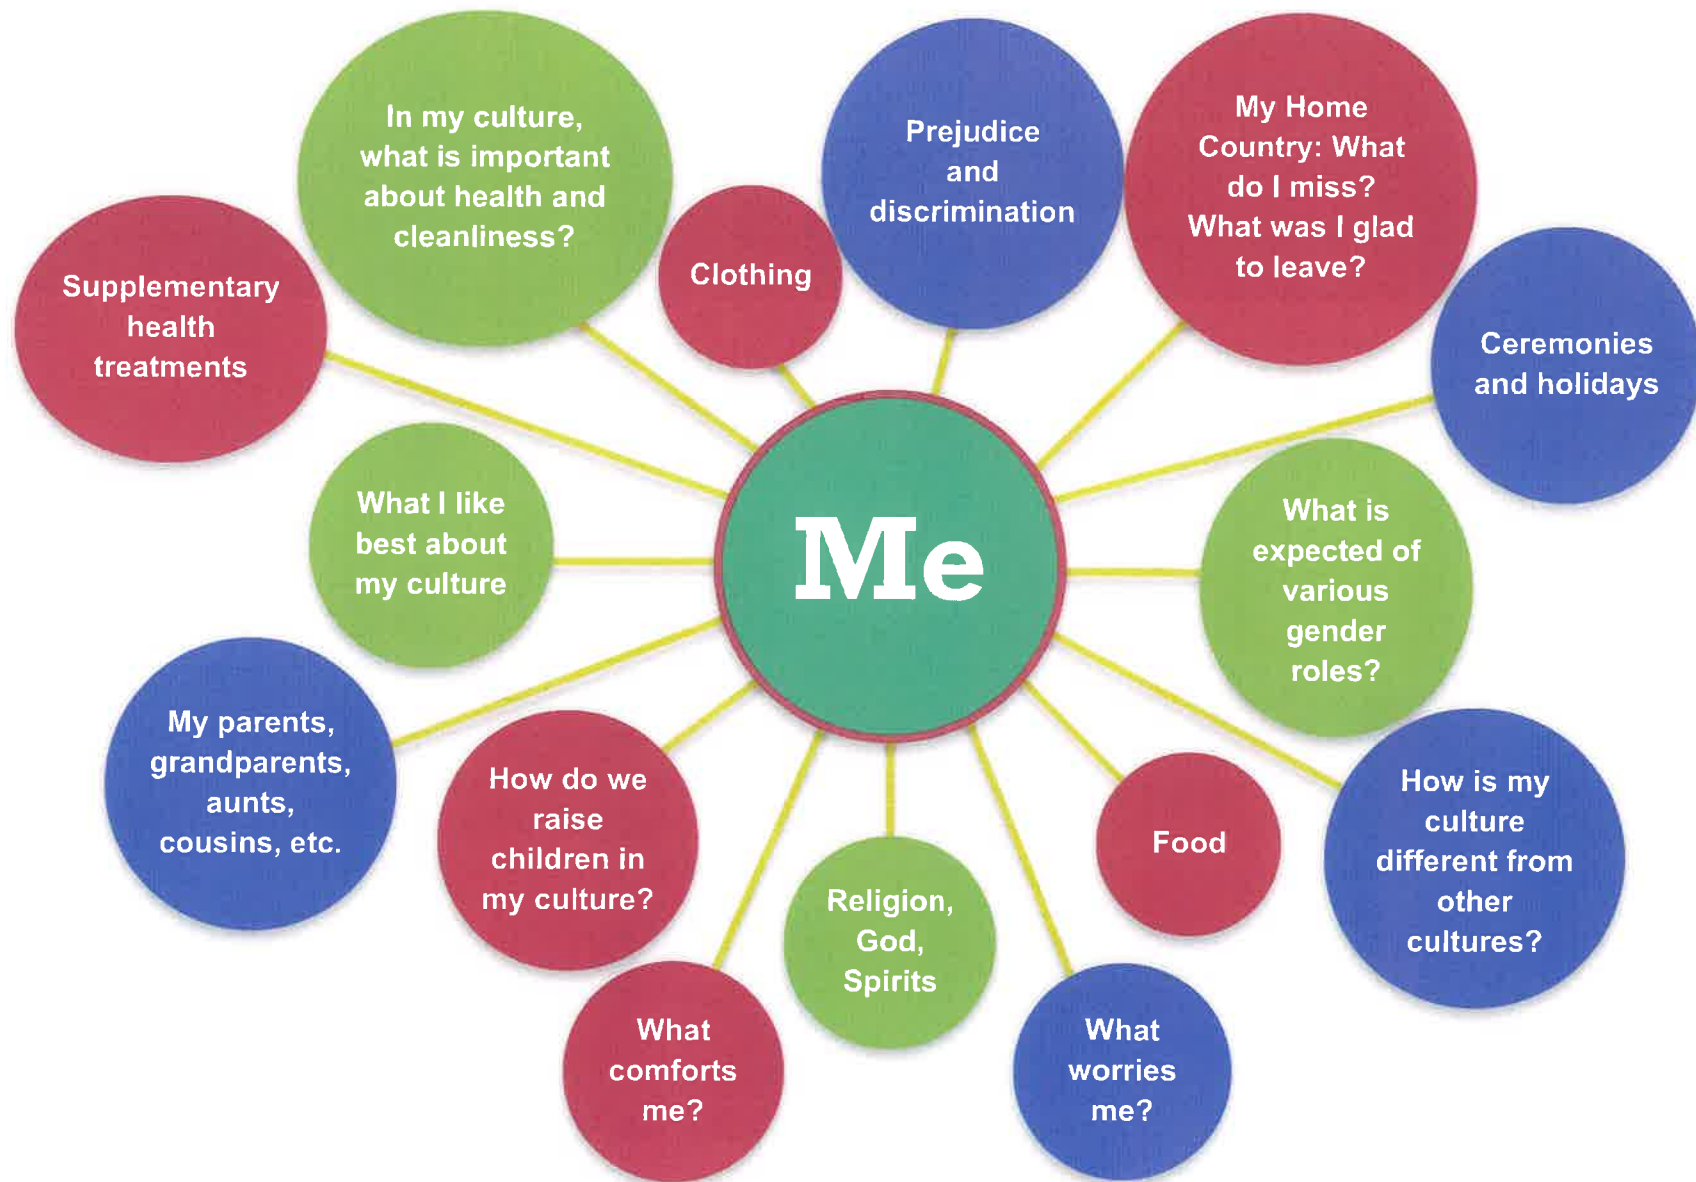 In my culture,
what is important
about health and
cleanliness?
Prejudice
and
discrimination
My Home
Country: What
do I miss?
What was I glad
to leave?
Clothing
Supplementary
health
treatments
Ceremonies
and holidays
What I like
best about
my culture
Me
What is
expected of
various
gender
roles?
My parents,
grandparents,
aunts,
cousins, etc.
How do we
raise
children in
my culture?
Religion,
God,
Spirits
Food
How is my
culture
different from
other
cultures?
What
comforts
me?
What
worries
me?